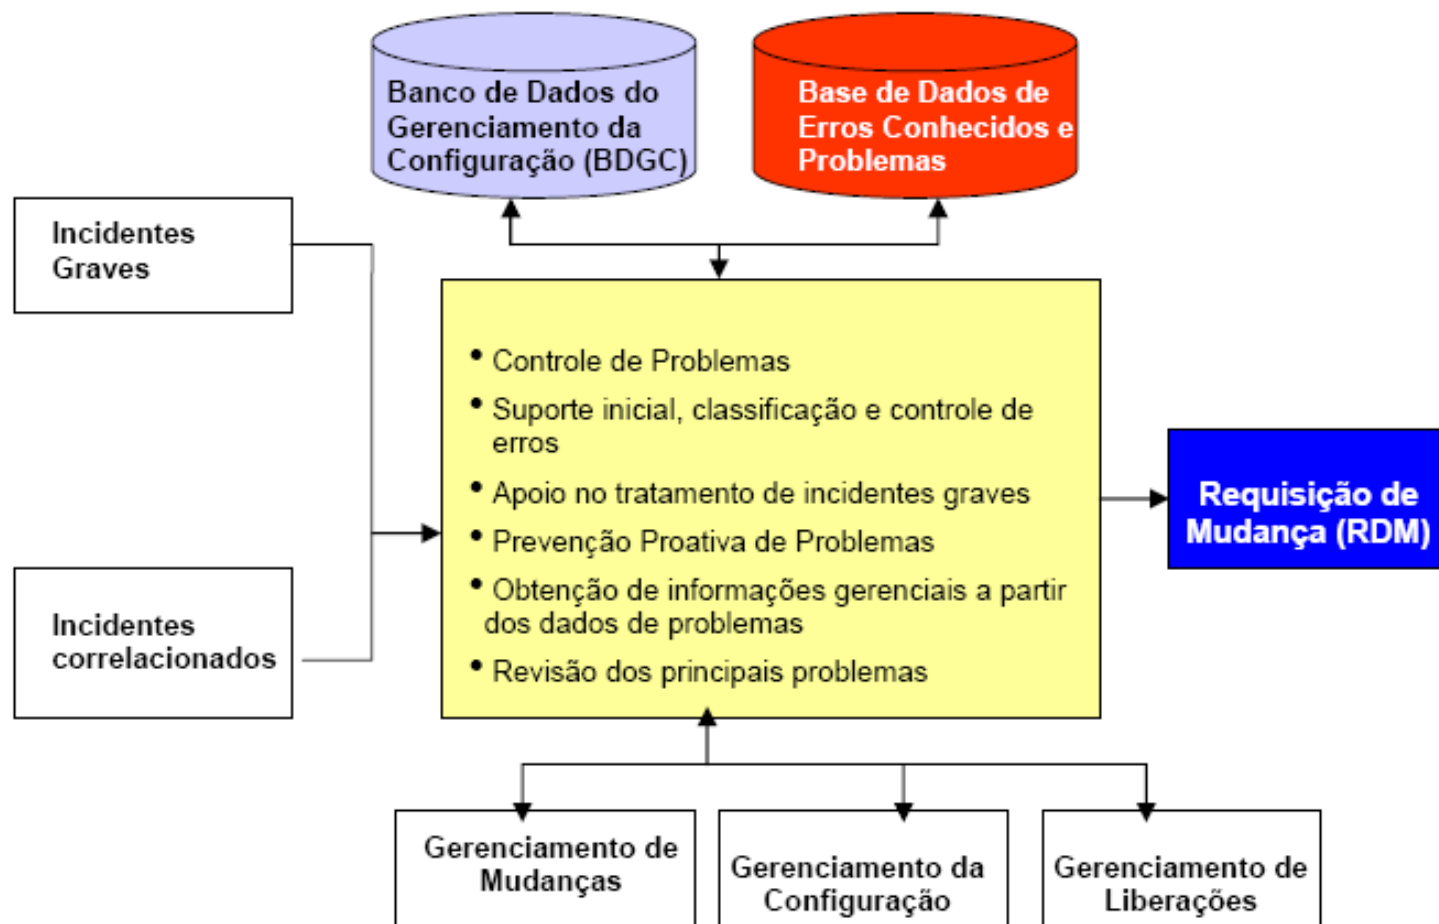 Banco de Dados do
Gerenciamento da
Configuração (BDGC)
Base de Dados de
Erros Conhecidos e
Problemas
Incidentes
Graves
• Controle de Problemas
• Suporte inicial, classificação e controle de
erros
• Apoio no tratamento de incidentes graves
• Prevenção Proativa de Problemas
• Obtenção de informações gerenciais a partir
dos dados de problemas
• Revisão dos principais problemas
Requisição de
Mudança (RDM)
Incidentes
correlacionados
Gerenciamento de
Mudanças
Gerenciamento da
Configuração
Gerenciamento de
Liberações